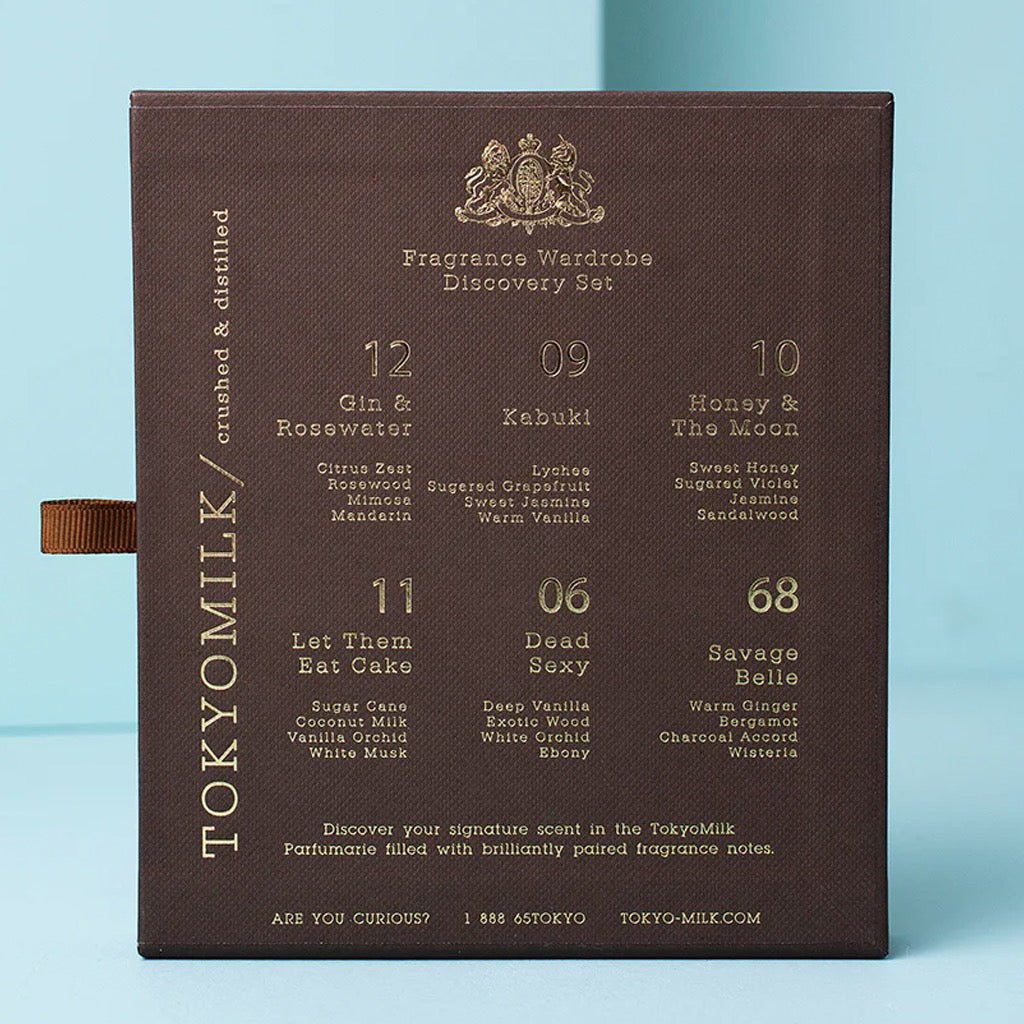 TOKYOMILK/ crushed & distilled
Fragrance Wardrobe
Discovery Set
12
Gin &
Rosewater
Citrus Zest
Rosewood
Mimosa
Mandarin
09
Kabuki
Lychee
Sugared Grapefruit
Sweet Jasmine
Warm Vanilla
10
Honey &
The Moon
Sweet Honey
Sugared Violet
Jasmine
Sandalwood
11
Let Them
Eat Cake
Sugar Cane
Coconut Milk
Vanilla Orchid
White Musk
06
Dead
Sexy
Deep Vanilla
Exotic Wood
White Orchid
Ebony
68
Savage
Belle
Warm Ginger
Bergamot
Charcoal Accord
Wisteria
Discover your signature scent in the TokyoMilk
Parfumarie filled with brilliantly paired fragrance notes.
ARE YOU CURIOUS? 1 888 65TOKYO TOKYO-MILK.COM